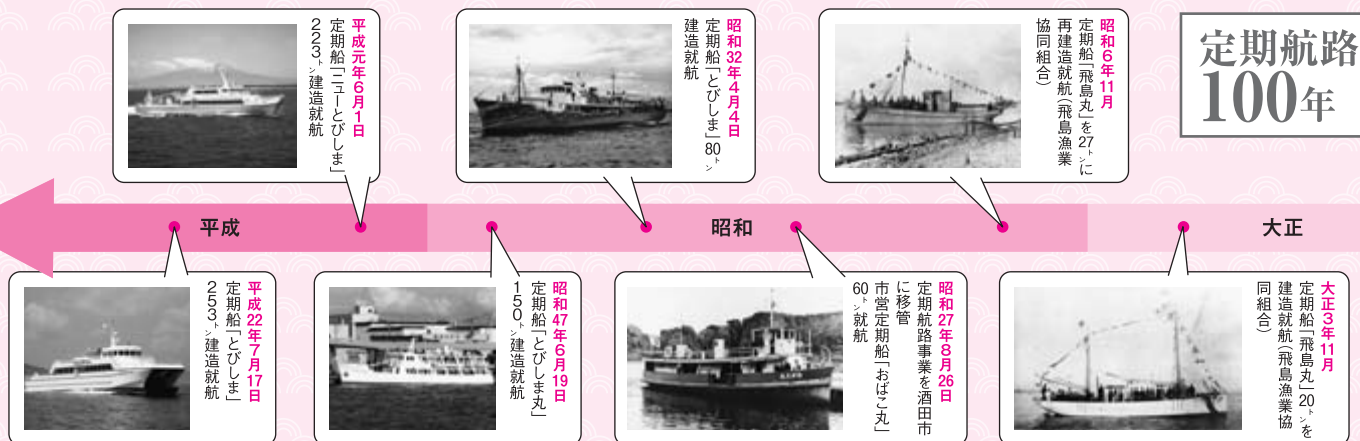 定期航路
100年
大正3年11月
定期船「飛島丸」20トンを
建造就航(飛島漁業協
同組合)
昭和6年11月
定期船「飛島丸」を27トンに
再建造就航(飛島漁業
協同組合)
昭和27年8月26日
定期航路事業を酒田市
に移管
市営定期船「おばこ丸」
60トン就航
昭和32年4月4日
定期船「とびしま」80トン
建造就航
昭和47年6月19日
定期船「とびしま丸」
150トン建造就航
平成元年6月1日
定期船「ニューとびしま」
223トン建造就航
平成22年7月17日
定期船「とびしま」
253トン建造就航
大正
昭和
平成